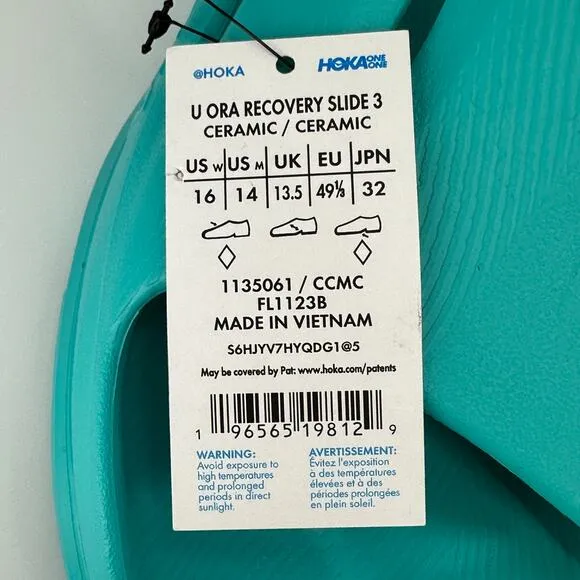 @HOKA HOKA ONE ONE
U ORA RECOVERY SLIDE 3
CERAMIC / CERAMIC
US W US M UK EU JPN
16 14 13.5 49⅓ 32
1135061 / CCMC
FL1123B
MADE IN VIETNAM
S6HJYV7HYQDG1@5
May be covered by Pat: www.hoka.com/patents
1 96565 19812 9
WARNING:
Avoid exposure to
high temperatures
and prolonged
periods in direct
sunlight.
AVERTISSEMENT:
Évitez l'exposition
à des températures
élevées et à des
périodes prolongées
en plein soleil.